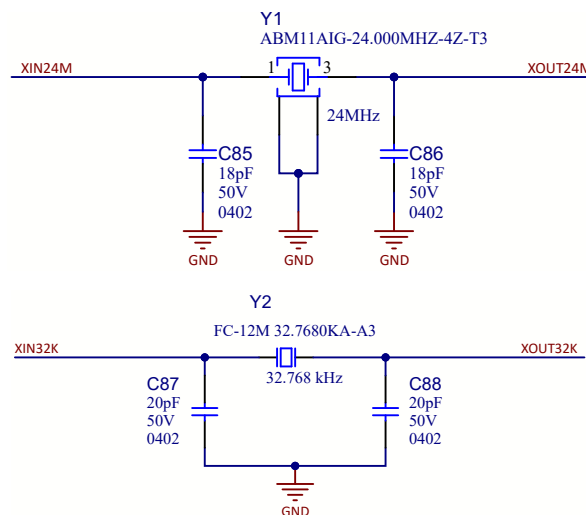 Y1
ABM11AIG-24.000MHZ-4Z-T3
XIN24M
1
3
XOUT24M
24MHz
C85
18pF
50V
0402
C86
18pF
50V
0402
GND
GND
GND
Y2
FC-12M 32.7680KA-A3
XIN32K
XOUT32K
32.768 kHz
C87
20pF
50V
0402
C88
20pF
50V
0402
GND